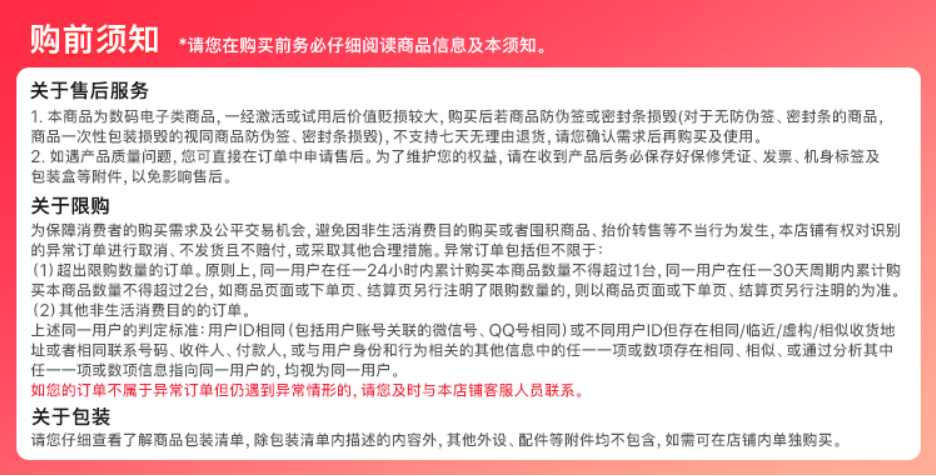 购前须知 *请您在购买前务必仔细阅读商品信息及本须知。
关于售后服务
1. 本商品为数码电子类商品, 一经激活或试用后价值贬损较大, 购买后若商品防伪签或密封条损毁(对于无防伪签、密封条的商品,
商品一次性包装损毁的视同商品防伪签、密封条损毁), 不支持七天无理由退货, 请您确认需求后再购买及使用。
2. 如遇产品质量问题, 您可直接在订单中申请售后。为了维护您的权益, 请在收到产品后务必保存好保修凭证、发票、机身标签及
包装盒等附件, 以免影响售后。
关于限购
为保障消费者的购买需求及公平交易机会, 避免因非生活消费目的购买或者囤积商品、抬价转售等不当行为发生, 本店铺有权对识别
的异常订单进行取消、不发货且不赔付, 或采取其他合理措施。异常订单包括但不限于:
(1) 超出限购数量的订单。原则上, 同一用户在任一24小时内累计购买本商品数量不得超过1台, 同一用户在任一30天周期内累计购
买本商品数量不得超过2台, 如商品页面或下单页、结算页另行注明了限购数量的, 则以商品页面或下单页、结算页另行注明的为准。
(2) 其他非生活消费目的的订单。
上述同一用户的判定标准: 用户ID相同 (包括用户账号关联的微信号、QQ号相同) 或不同用户ID但存在相同/临近/虚构/相似收货地
址或者相同联系号码、收件人、付款人, 或与用户身份和行为相关的其他信息中的任一一项或数项存在相同、相似、或通过分析其中
任一一项或数项信息指向同一用户的, 均视为同一用户。
如您的订单不属于异常订单但仍遇到异常情形的, 请您及时与本店铺客服人员联系。
关于包装
请您仔细查看了解商品包装清单, 除包装清单内描述的内容外, 其他外设、配件等附件均不包含, 如需可在店铺内单独购买。